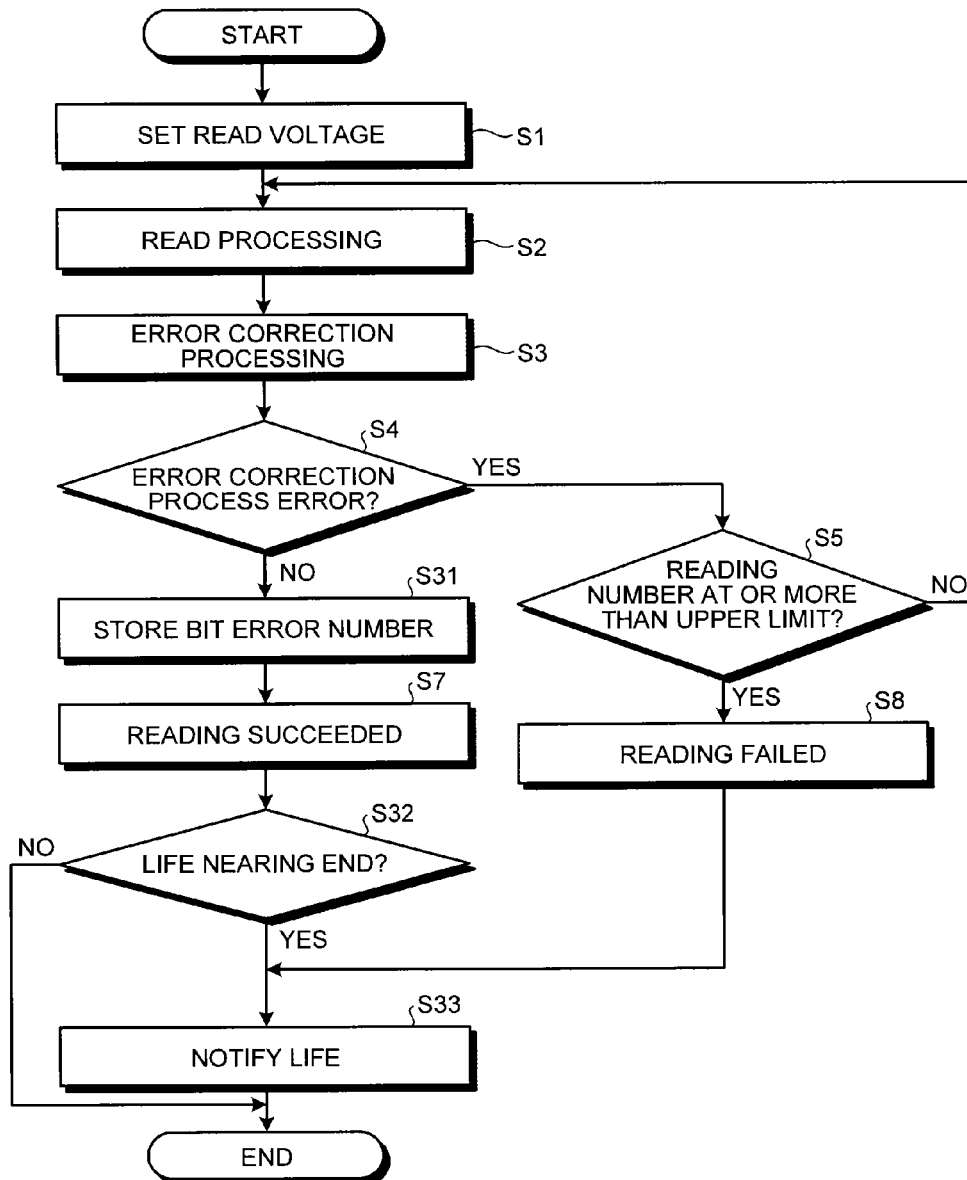 START
SET READ VOLTAGE
S1
READ PROCESSING
S2
ERROR CORRECTION
PROCESSING
S3
S4
ERROR CORRECTION
PROCESS ERROR?
YES
NO
S5
READING
NUMBER AT OR MORE
THAN UPPER LIMIT?
NO
YES
S31
STORE BIT ERROR NUMBER
S7
READING SUCCEEDED
S8
READING FAILED
S32
LIFE NEARING END?
NO
YES
S33
NOTIFY LIFE
END